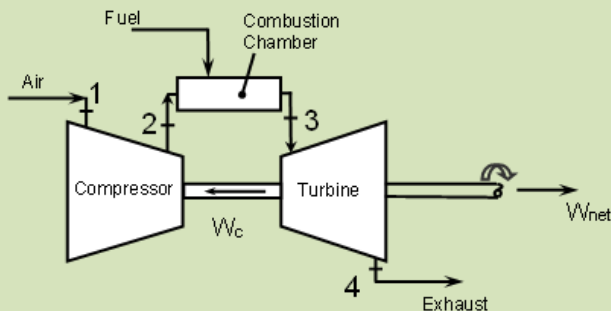 Fuel
Combustion
Chamber
Air
1
2
3
Compressor
Turbine
Wc
Wnet
4
Exhaust